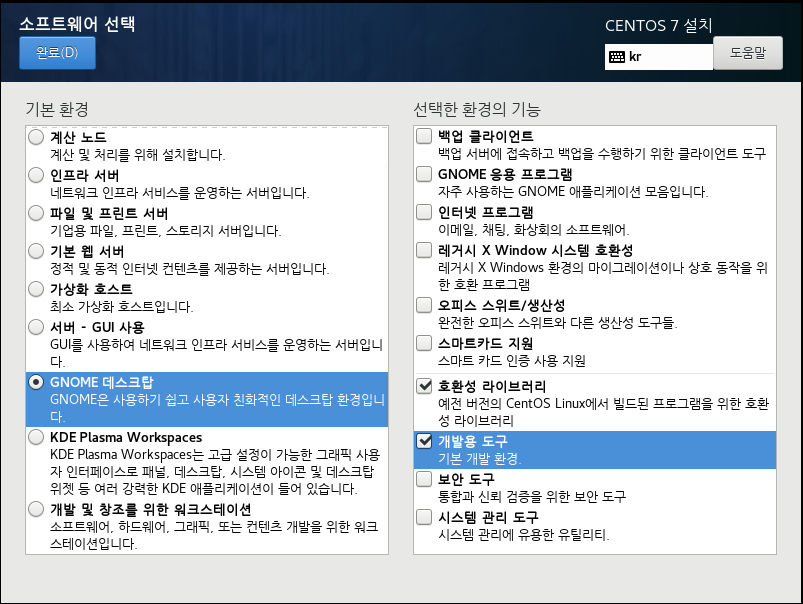 소프트웨어 선택
완료(D)
CENTOS 7 설치
kr
도움말
기본 환경
계산 노드
계산 및 처리를 위해 설치합니다.
인프라 서버
네트워크 인프라 서비스를 운영하는 서버입니다.
파일 및 프린트 서버
기업용 파일, 프린트, 스토리지 서버입니다.
기본 웹 서버
정적 및 동적 인터넷 컨텐츠를 제공하는 서버입니다.
가상화 호스트
최소 가상화 호스트입니다.
서버 - GUI 사용
GUI를 사용하여 네트워크 인프라 서비스를 운영하는 서버입니
다.
GNOME 데스크탑
GNOME은 사용하기 쉽고 사용자 친화적인 데스크탑 환경입니
다.
KDE Plasma Workspaces
KDE Plasma Workspaces는 고급 설정이 가능한 그래픽 사용
자 인터페이스로 패널, 데스크탑, 시스템 아이콘 및 데스크탑
위젯 등 여러 강력한 KDE 애플리케이션이 들어 있습니다.
개발 및 창조를 위한 워크스테이션
소프트웨어, 하드웨어, 그래픽, 또는 컨텐츠 개발을 위한 워크
스테이션입니다.
선택한 환경의 기능
백업 클라이언트
백업 서버에 접속하고 백업을 수행하기 위한 클라이언트 도구
GNOME 응용 프로그램
자주 사용하는 GNOME 애플리케이션 모음입니다.
인터넷 프로그램
이메일, 채팅, 화상회의 소프트웨어.
레거시 X Window 시스템 호환성
레거시 X Windows 환경의 마이그레이션이나 상호 동작을 위
한 호환 프로그램
오피스 스위트/생산성
완전한 오피스 스위트와 다른 생산성 도구들.
스마트카드 지원
스마트 카드 인증 사용 지원
호환성 라이브러리
예전 버전의 CentOS Linux에서 빌드된 프로그램을 위한 호환
성 라이브러리
개발용 도구
기본 개발 환경.
보안 도구
통합과 신뢰 검증을 위한 보안 도구
시스템 관리 도구
시스템 관리에 유용한 유틸리티.